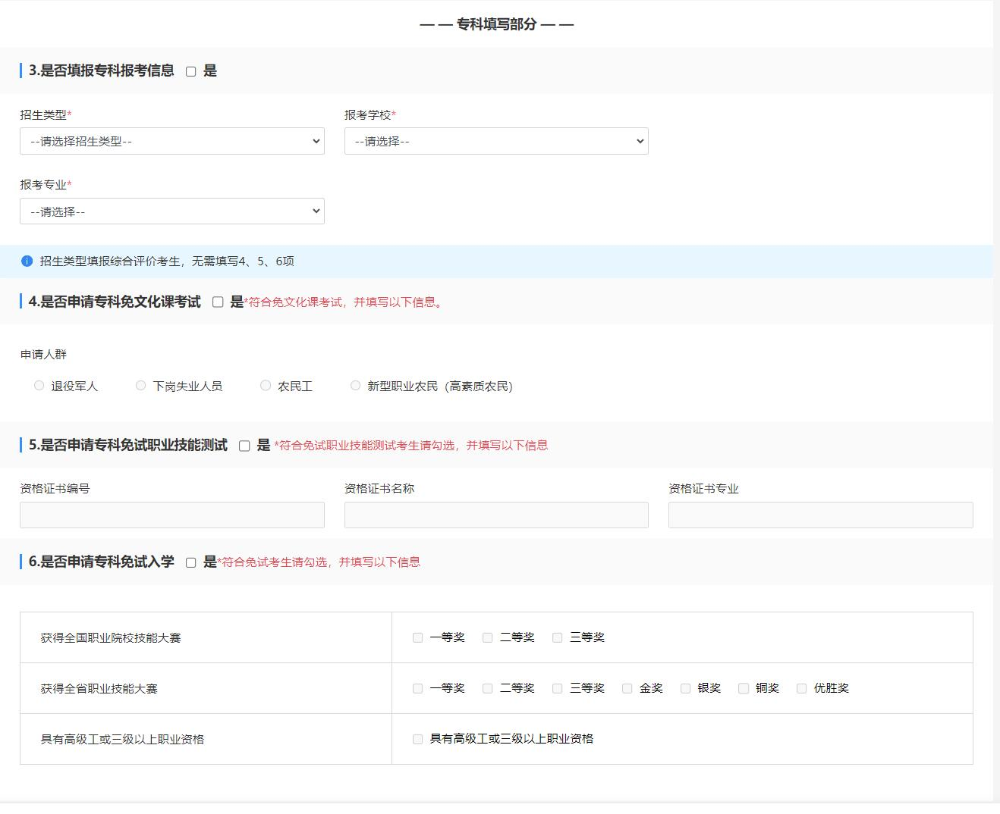 — — 专科填写部分 — —
3.是否填报专科报考信息 是
招生类型* 报考学校*
--请选择招生类型-- --请选择--
报考专业*
--请选择--
招生类型填报综合评价考生，无需填写4、5、6项
4.是否申请专科免文化课考试 是*符合免文化课考试，并填写以下信息。
申请人群
退役军人 下岗失业人员 农民工 新型职业农民（高素质农民）
5.是否申请专科免试职业技能测试 是 *符合免试职业技能测试考生请勾选，并填写以下信息
资格证书编号 资格证书名称 资格证书专业
6.是否申请专科免试入学 是*符合免试考生请勾选，并填写以下信息
获得全国职业院校技能大赛 一等奖 二等奖 三等奖
获得全省职业技能大赛 一等奖 二等奖 三等奖 金奖 银奖 铜奖 优胜奖
具有高级工或三级以上职业资格 具有高级工或三级以上职业资格